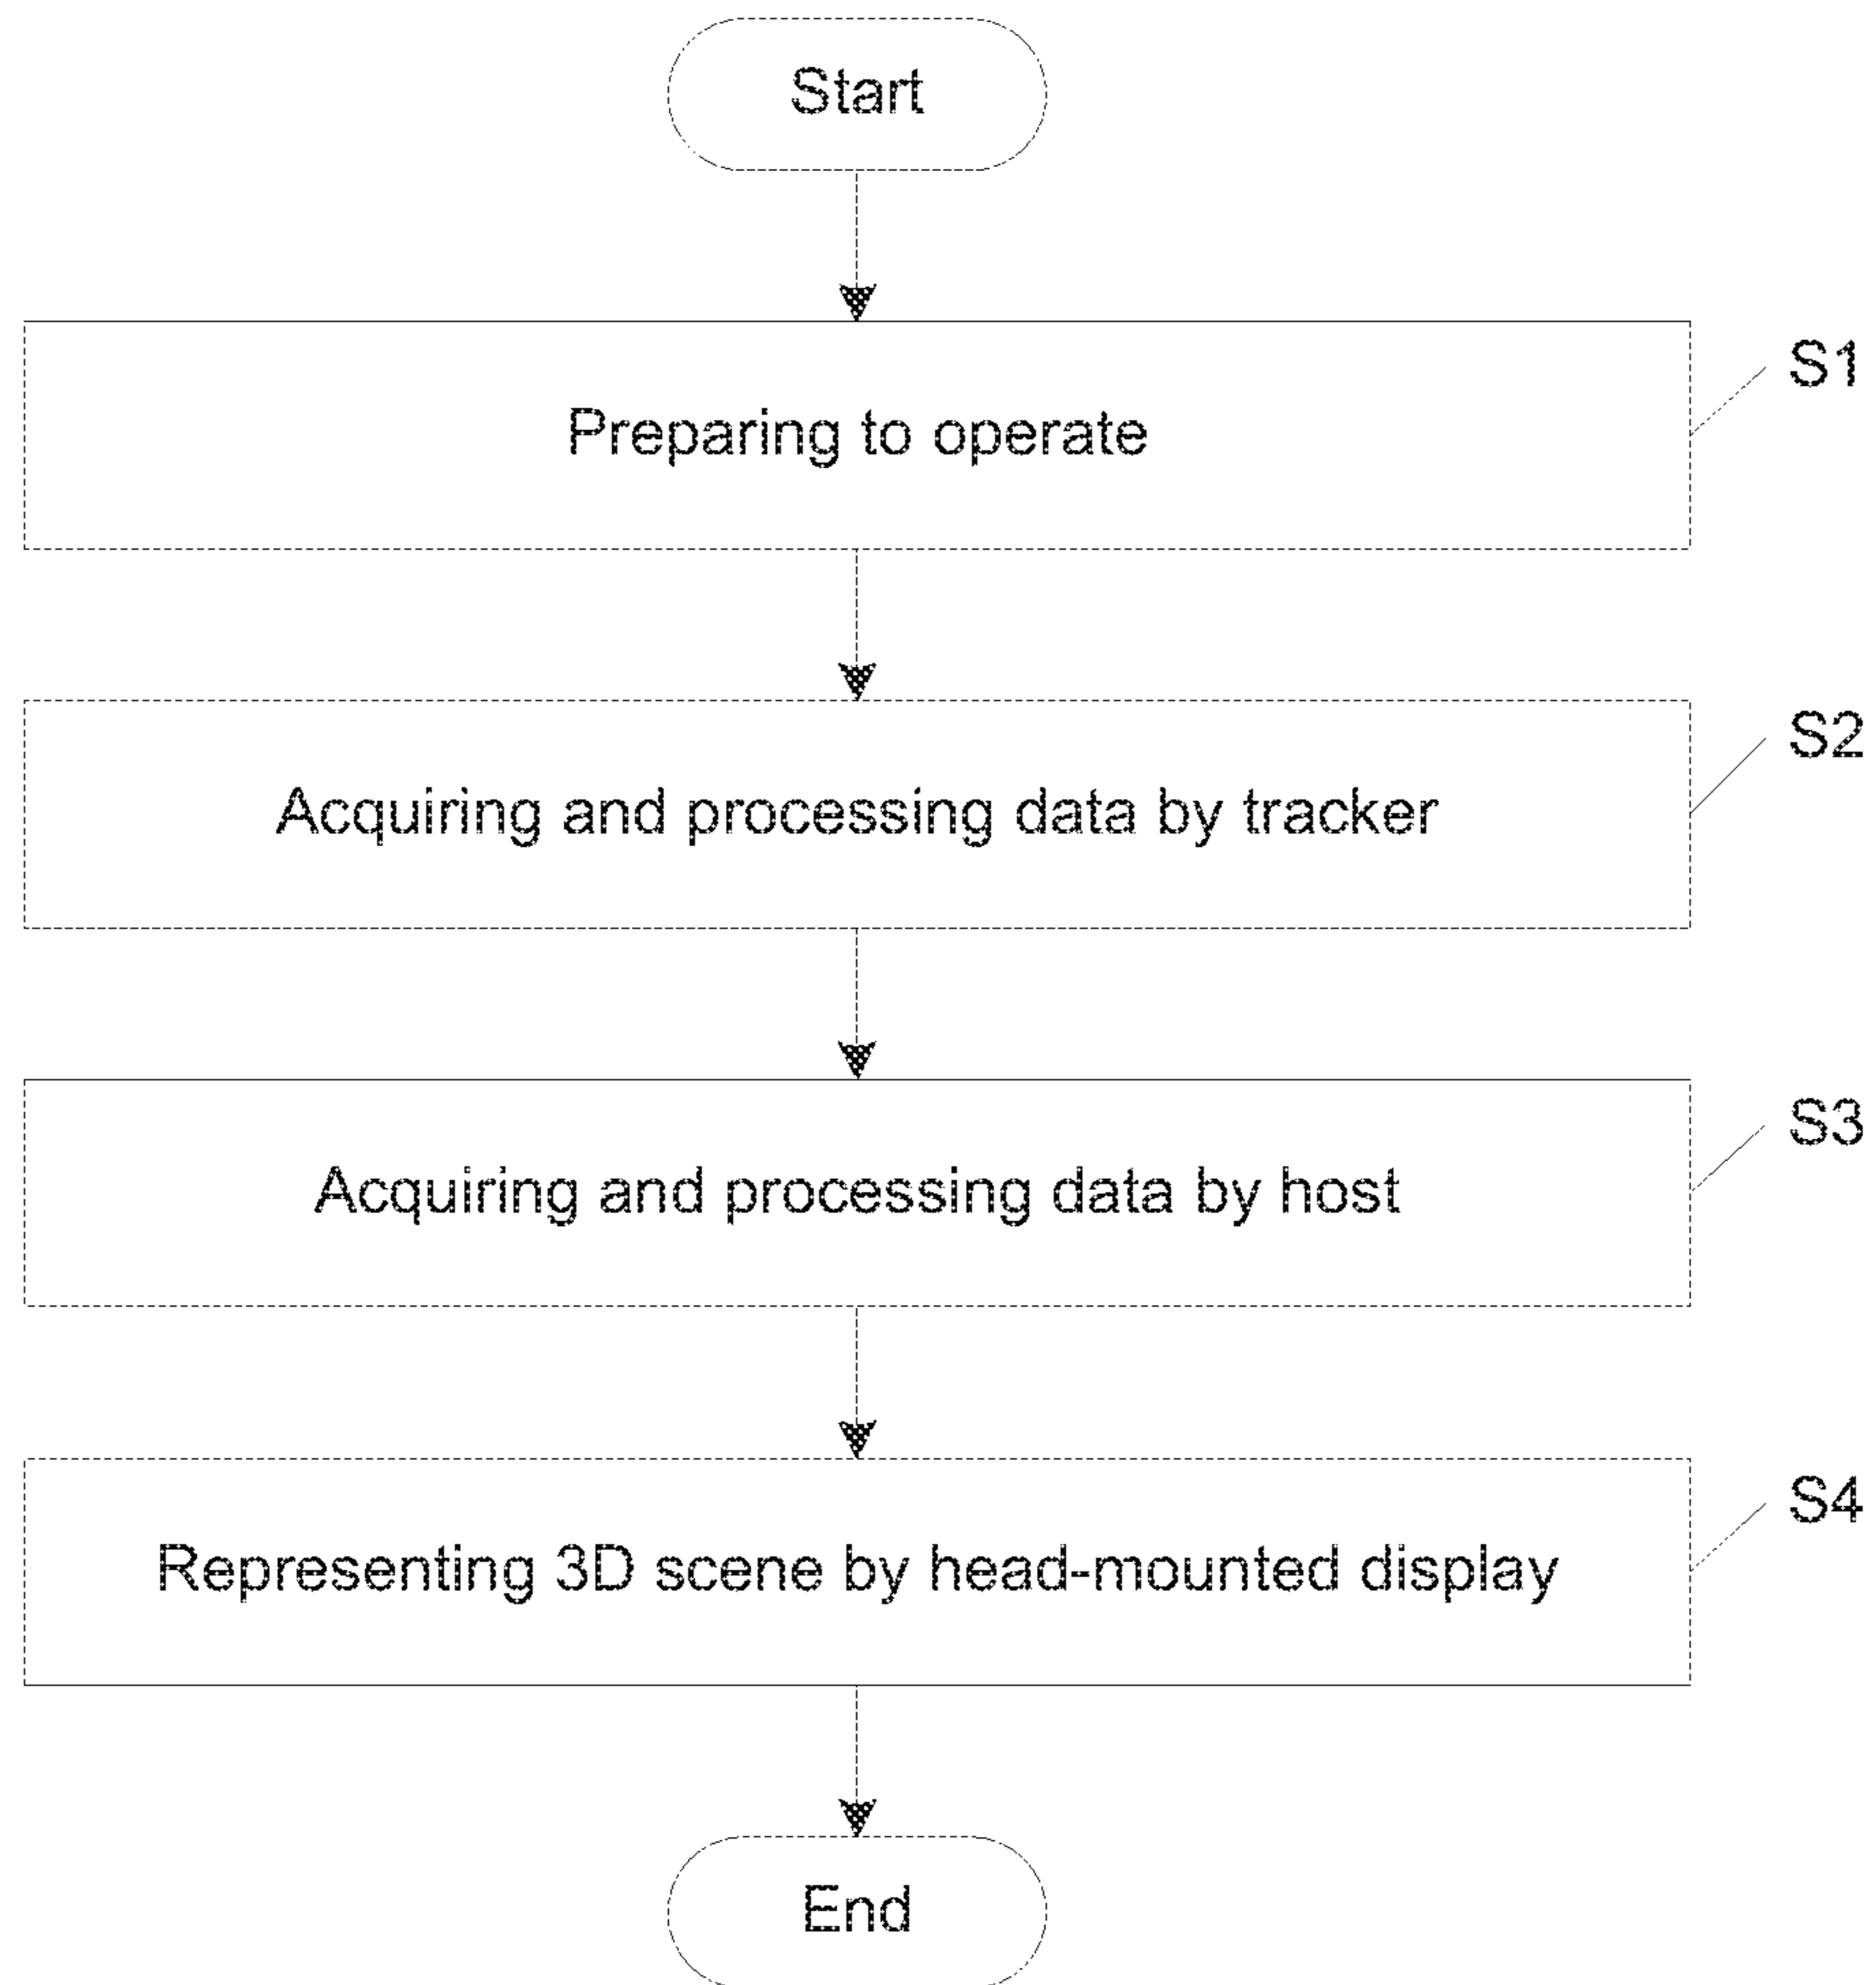 Start
Preparing to operate
S1
Acquiring and processing data by tracker
S2
Acquiring and processing data by host
S3
Representing 3D scene by head-mounted display
S4
End